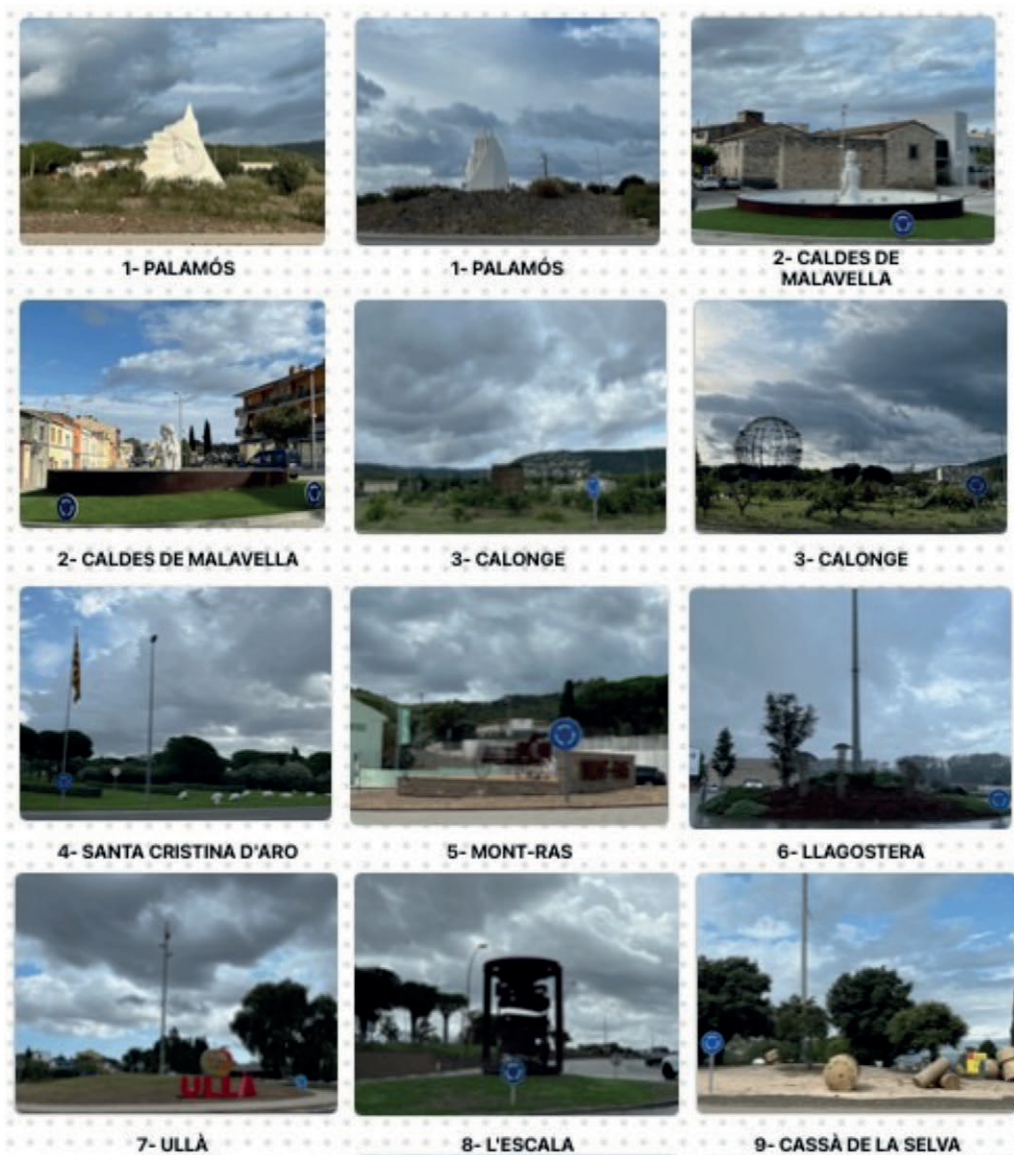 1- PALAMÓS
1- PALAMÓS
2- CALDES DE
MALAVELLA
2- CALDES DE MALAVELLA
3- CALONGE
3- CALONGE
4- SANTA CRISTINA D'ARO
5- MONT-RAS
6- LLAGOSTERA
ULLÀ
7- ULLÀ
8- L'ESCALA
9- CASSÀ DE LA SELVA